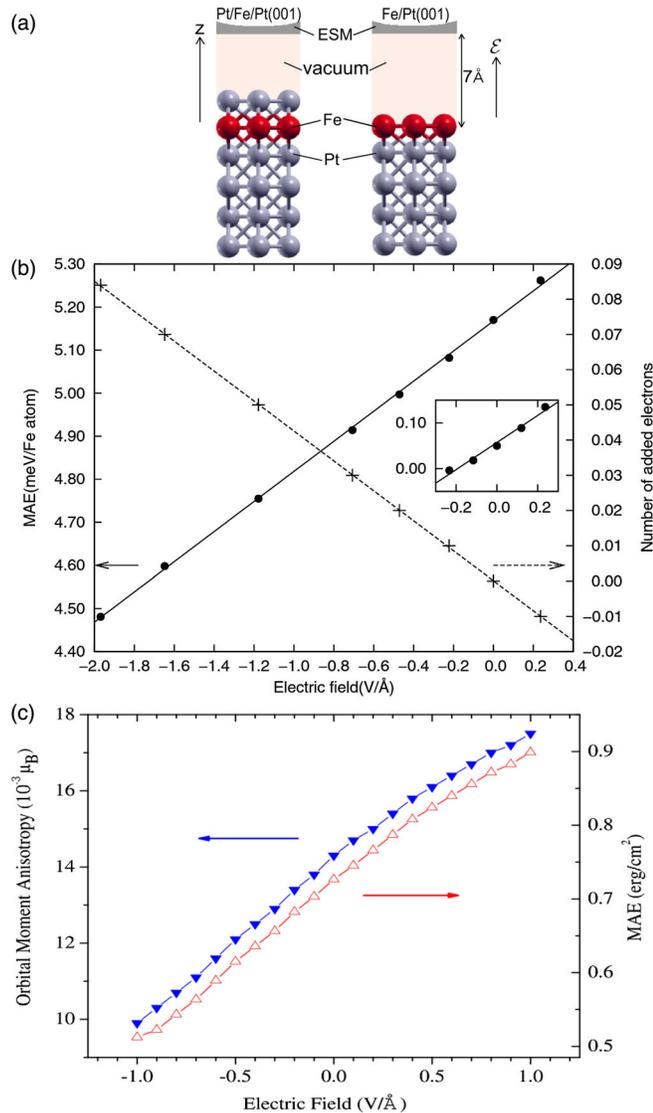 (a)
Pt/Fe/Pt(001)
Fe/Pt(001)
z
ESM
ℰ
vacuum
7Å
Fe
Pt
(b)
5.30
5.20
5.10
5.00
4.90
4.80
4.70
4.60
4.50
4.40
MAE(meV/Fe atom)
0.09
0.08
0.07
0.06
0.05
0.04
0.03
0.02
0.01
0.00
−0.01
−0.02
Number of added electrons
0.10
0.00
−0.2 0.0 0.2
−2.0 −1.8 −1.6 −1.4 −1.2 −1.0 −0.8 −0.6 −0.4 −0.2 0.0 0.2 0.4
Electric field(V/Å)
(c)
18
16
14
12
10
Orbital Moment Anisotropy (10⁻³ μB)
0.9
0.8
0.7
0.6
0.5
MAE (erg/cm²)
-1.0 -0.5 0.0 0.5 1.0
Electric Field (V/Å)